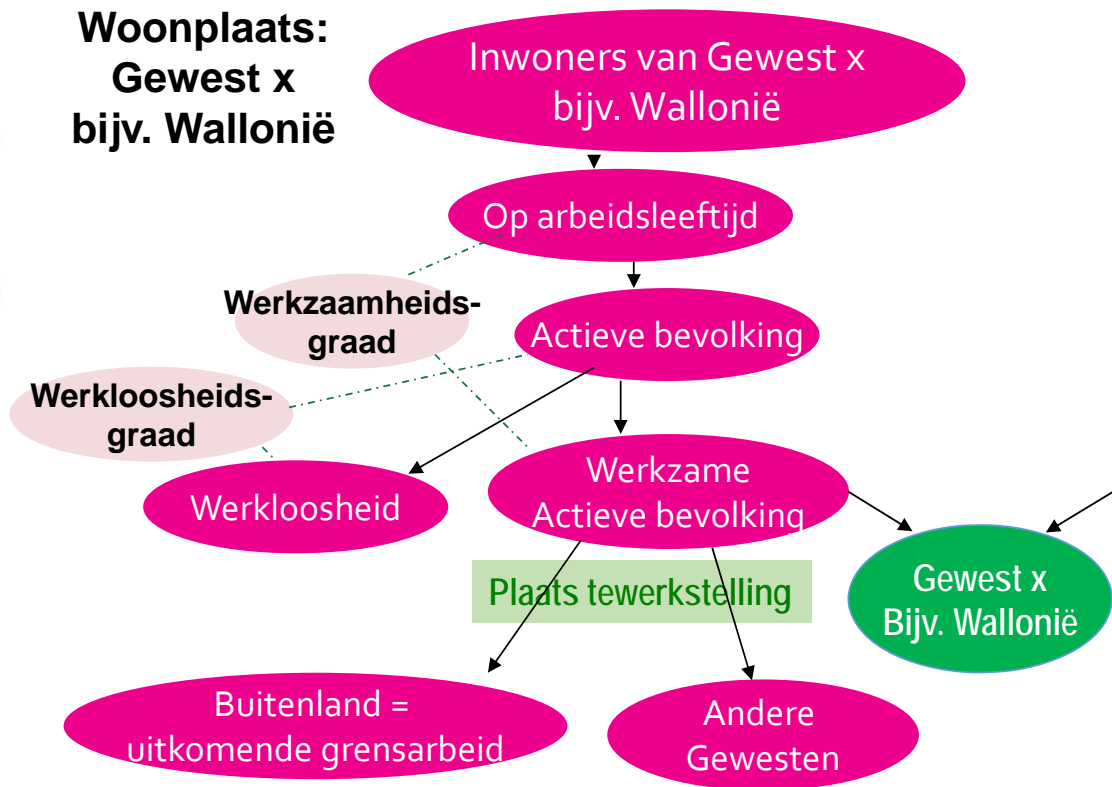 Woonplaats:
Gewest x
bijv. Wallonië
Inwoners van Gewest x
bijv. Wallonië
Op arbeidsleeftijd
Werkzaamheids-
graad
Actieve bevolking
Werkloosheids-
graad
Werkloosheid
Werkzame
Actieve bevolking
Plaats tewerkstelling
Gewest x
Bijv. Wallonië
Buitenland =
uitkomende grensarbeid
Andere
Gewesten